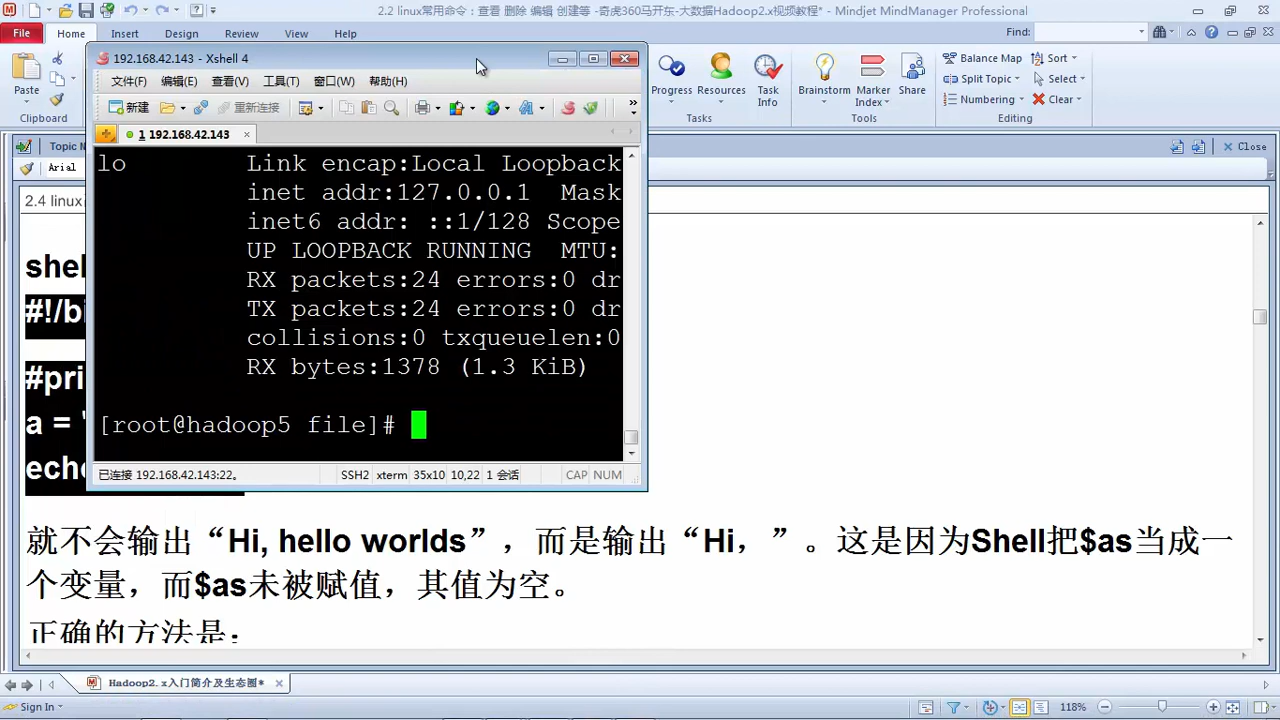 2.2 linux常用命令：查看 删除 编辑 创建等 -奇虎360马开东-大数据Hadoop2.x视频教程* - Mindjet MindManager Professional
File Home Insert Design Review View Help Find:
192.168.42.143 - Xshell 4
文件(F) 编辑(E) 查看(V) 工具(T) 窗口(W) 帮助(H)
新建 重新连接
1 192.168.42.143
Paste
Clipboard
Progress Resources Task Info
Tasks
Brainstorm Marker Index Share
Tools
Balance Map Sort
Split Topic Select
Numbering Clear
Editing
Topic N
Close
Arial
2.4 linux
lo Link encap:Local Loopback
inet addr:127.0.0.1 Mask
inet6 addr: ::1/128 Scope
UP LOOPBACK RUNNING MTU:
RX packets:24 errors:0 dr
TX packets:24 errors:0 dr
collisions:0 txqueuelen:0
RX bytes:1378 (1.3 KiB)
[root@hadoop5 file]#
已连接 192.168.42.143:22。 SSH2 xterm 35x10 10,22 1 会话 CAP NUM
shel
#!/bi
#pri
a = "
echo
就不会输出“Hi, hello worlds”，而是输出“Hi，”。这是因为Shell把$as当成一
个变量，而$as未被赋值，其值为空。
正确的方法是：
Hadoop2.x入门简介及生态圈*
Sign In 118%